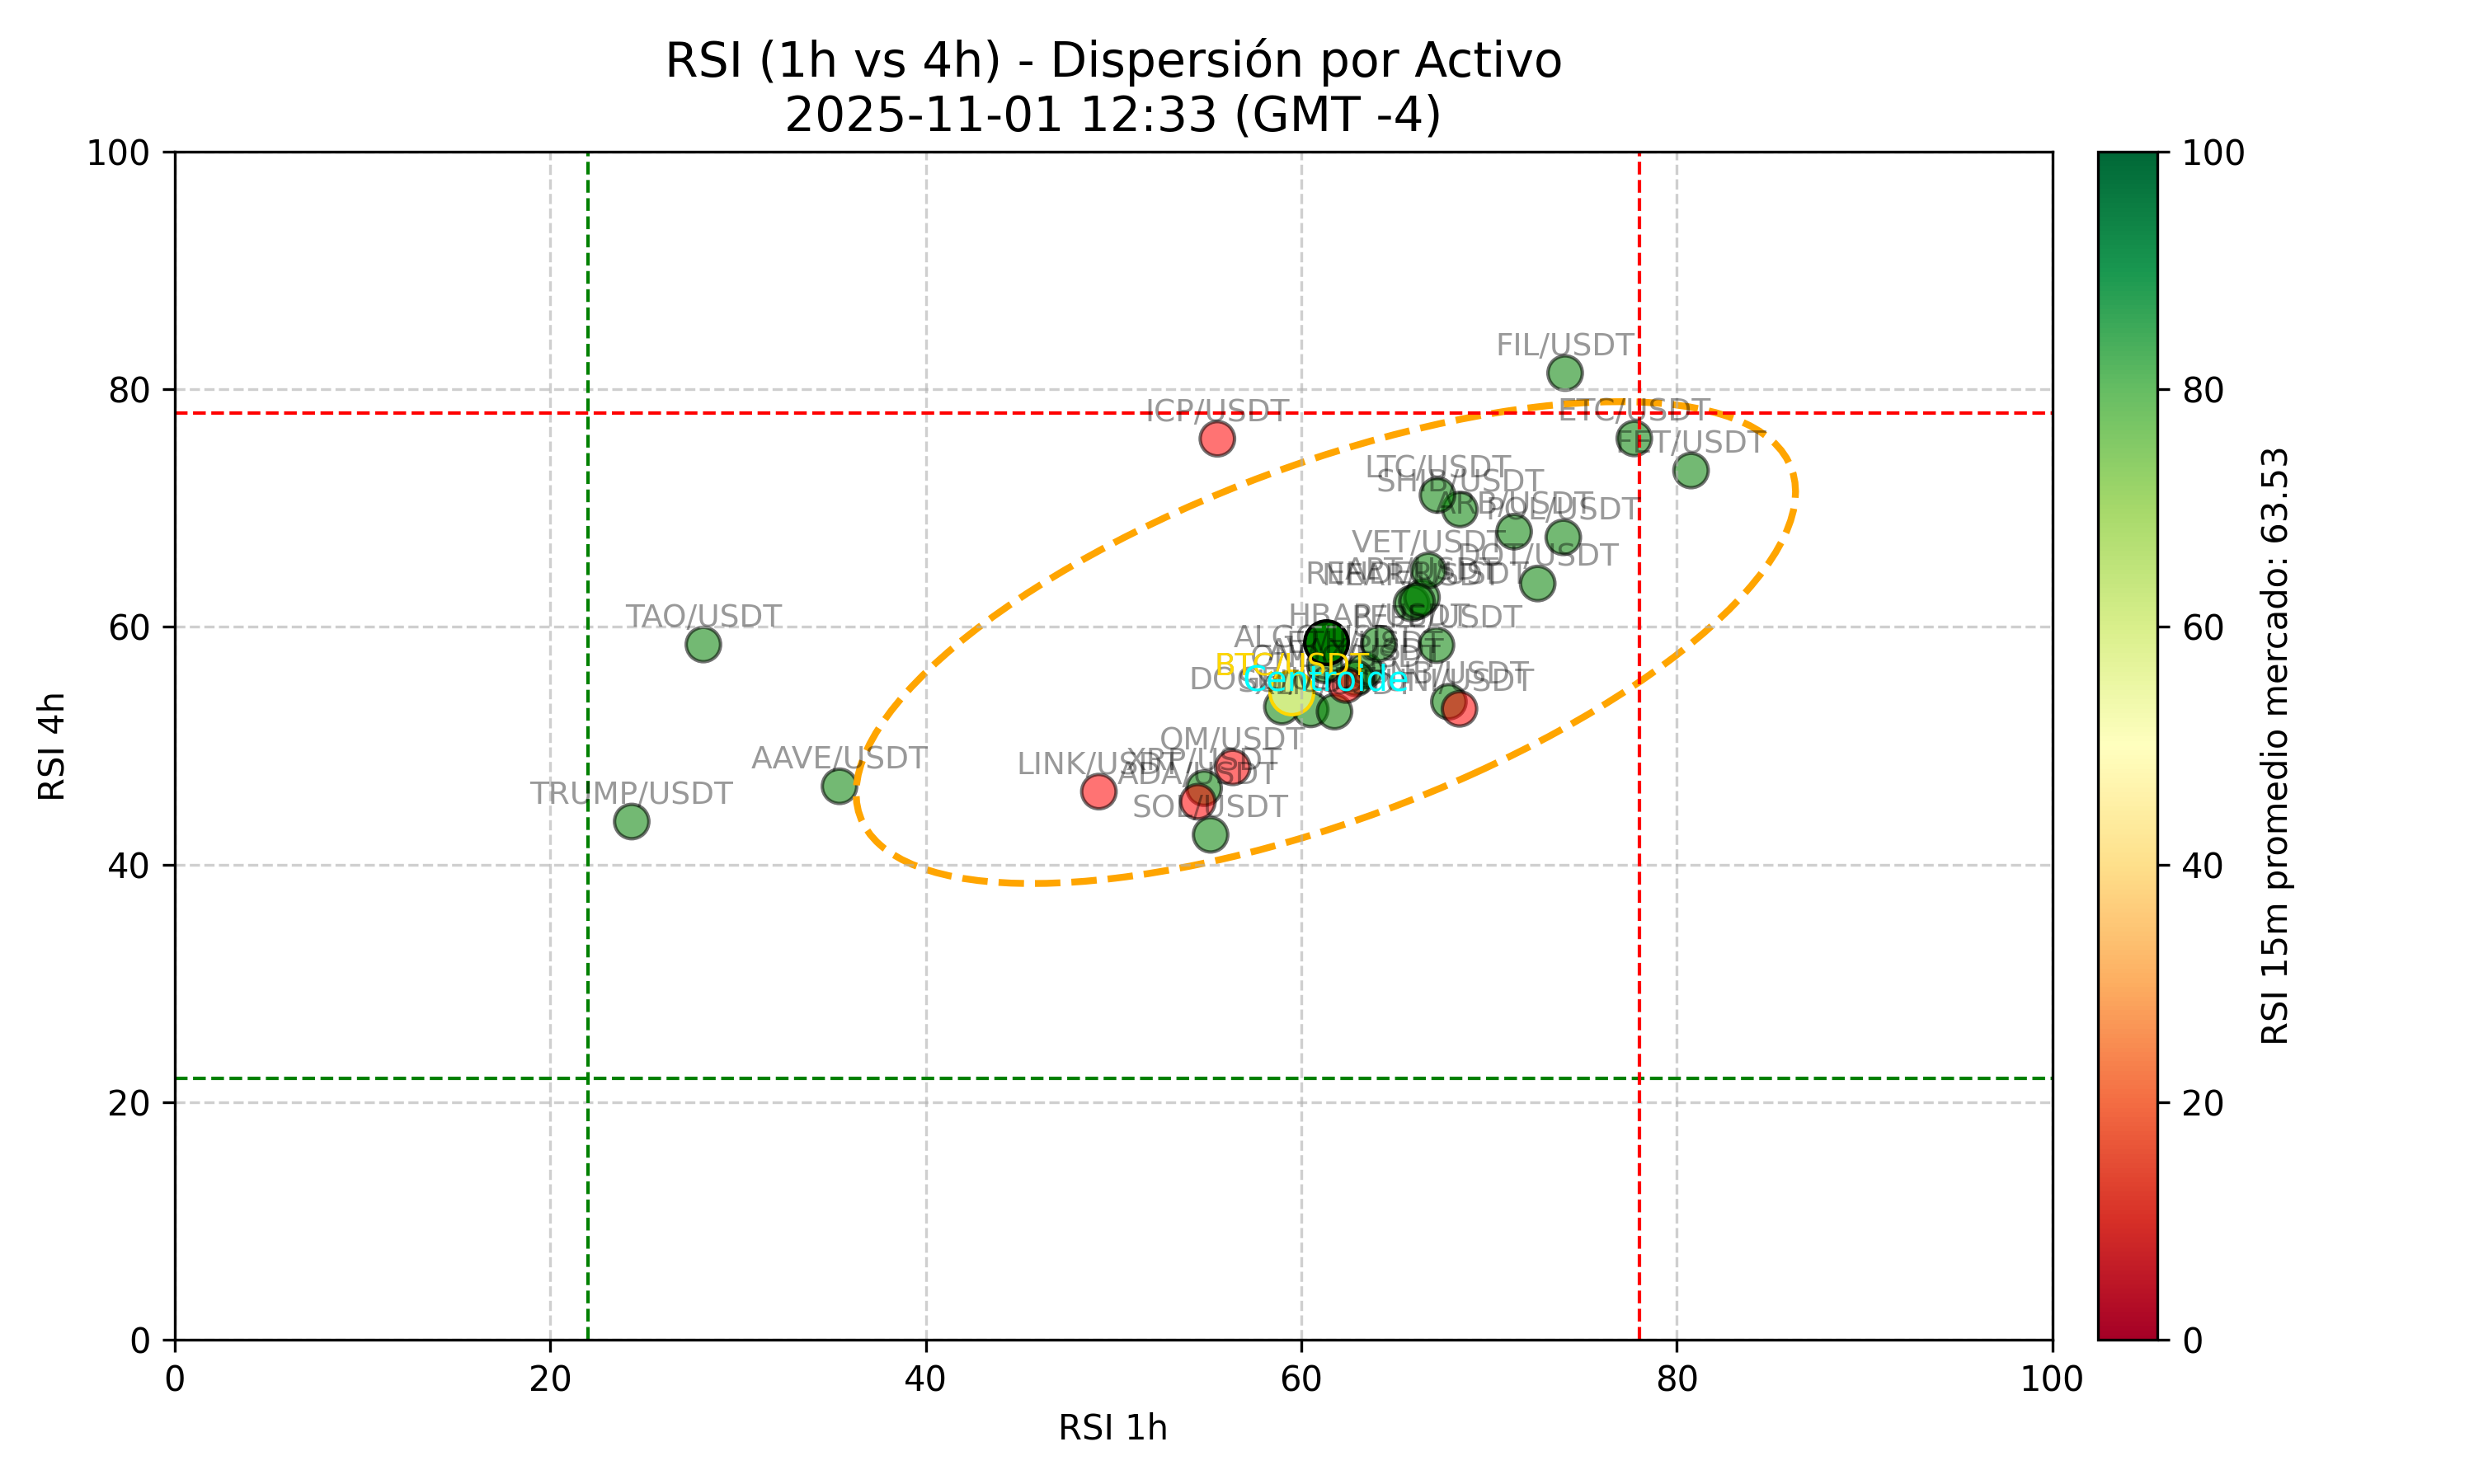 RSI (1h vs 4h) - Dispersión por Activo
2025-11-01 12:33 (GMT -4)
RSI 4h
100
80
60
40
20
0
0
20
40
60
80
100
RSI 1h
FIL/USDT
ICP/USDT
ETC/USDT
FET/USDT
LTC/USDT
SHIB/USDT
ARB/USDT
POL/USDT
VET/USDT
DOT/USDT
APT/USDT
TAO/USDT
HBAR/USDT
BTC/USDT
Centroide
OM/USDT
AAVE/USDT
LINK/USDT
XRP/USDT
ADA/USDT
TRUMP/USDT
SOL/USDT
100
80
60
40
20
0
RSI 15m promedio mercado: 63.53